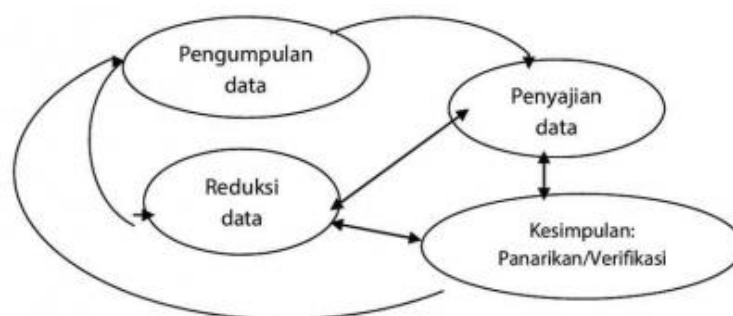 Pengumpulan
data
Penyajian
data
Reduksi
data
Kesimpulan:
Panarikan/Verifikasi